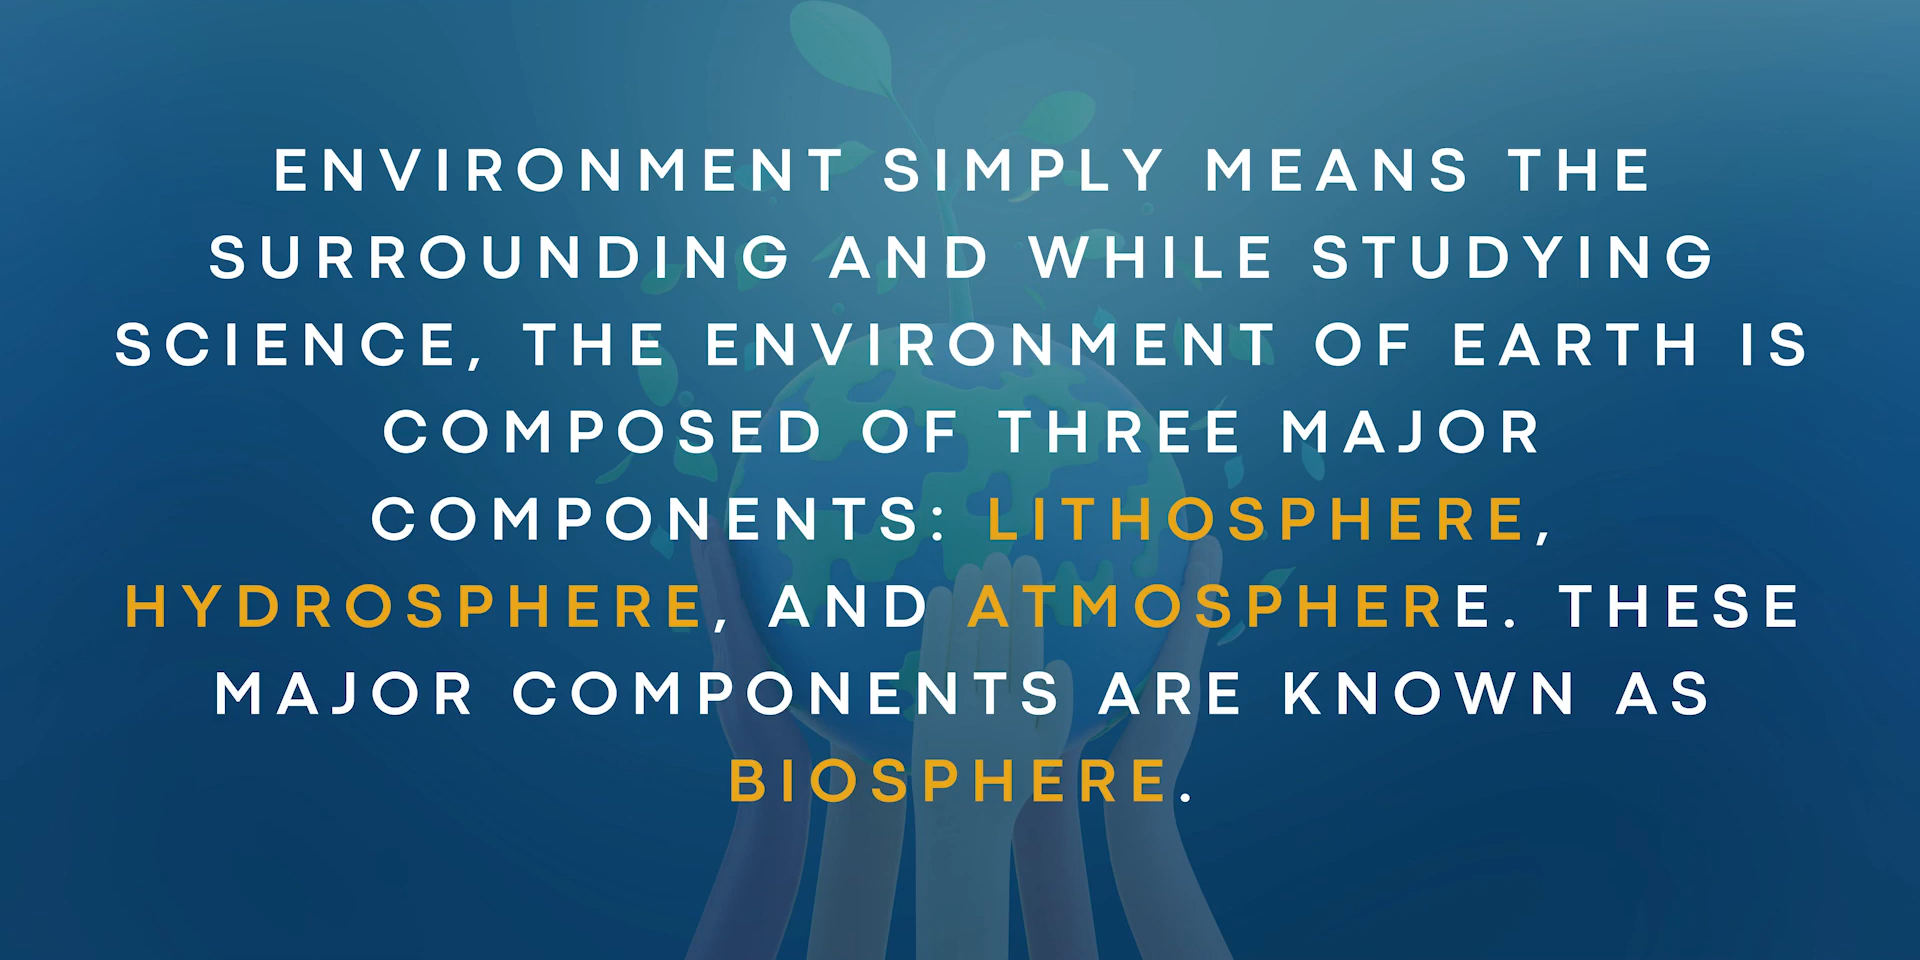 ENVIRONMENT SIMPLY MEANS THE
SURROUNDING AND WHILE STUDYING
SCIENCE, THE ENVIRONMENT OF EARTH IS
COMPOSED OF THREE MAJOR
COMPONENTS: LITHOSPHERE,
HYDROSPHERE, AND ATMOSPHERE. THESE
MAJOR COMPONENTS ARE KNOWN AS
BIOSPHERE.